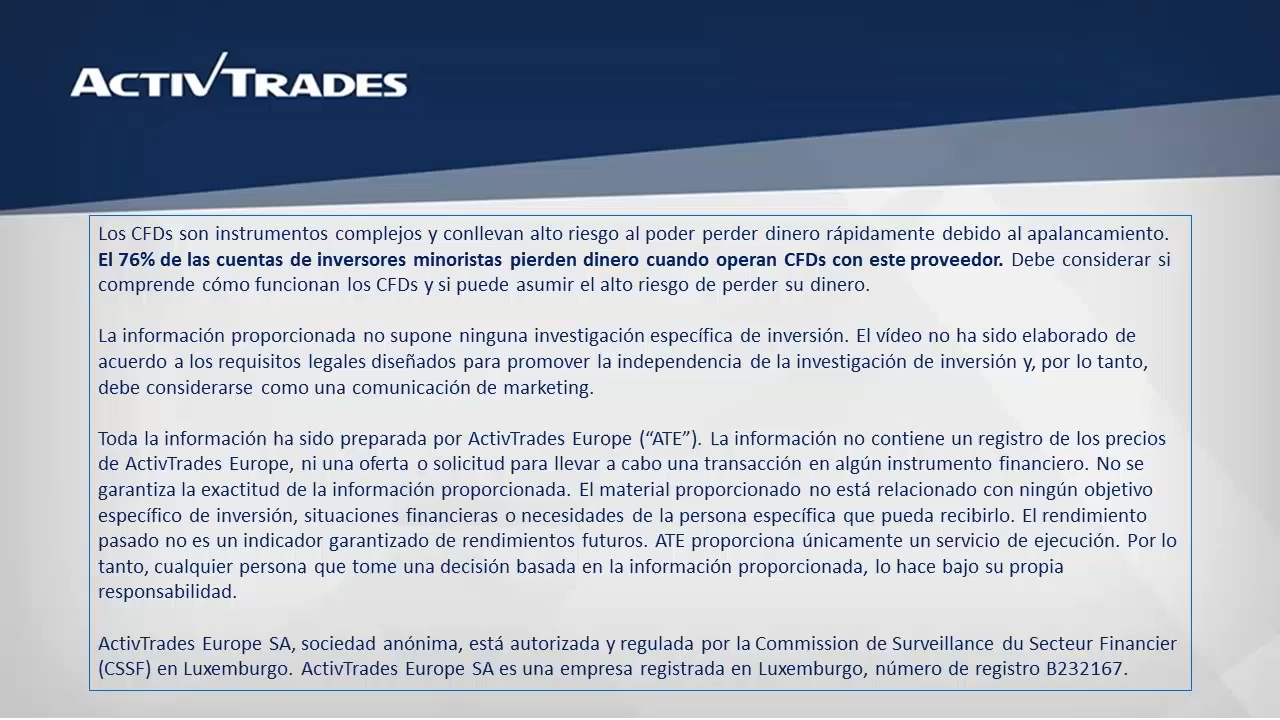 ACTIVTRADES
Los CFDs son instrumentos complejos y conllevan alto riesgo al poder perder dinero rápidamente debido al apalancamiento.
El 76% de las cuentas de inversores minoristas pierden dinero cuando operan CFDs con este proveedor. Debe considerar si
comprende cómo funcionan los CFDs y si puede asumir el alto riesgo de perder su dinero.
La información proporcionada no supone ninguna investigación específica de inversión. El vídeo no ha sido elaborado de
acuerdo a los requisitos legales diseñados para promover la independencia de la investigación de inversión y, por lo tanto,
debe considerarse como una comunicación de marketing.
Toda la información ha sido preparada por ActivTrades Europe (“ATE”). La información no contiene un registro de los precios
de ActivTrades Europe, ni una oferta o solicitud para llevar a cabo una transacción en algún instrumento financiero. No se
garantiza la exactitud de la información proporcionada. El material proporcionado no está relacionado con ningún objetivo
específico de inversión, situaciones financieras o necesidades de la persona específica que pueda recibirlo. El rendimiento
pasado no es un indicador garantizado de rendimientos futuros. ATE proporciona únicamente un servicio de ejecución. Por lo
tanto, cualquier persona que tome una decisión basada en la información proporcionada, lo hace bajo su propia
responsabilidad.
ActivTrades Europe SA, sociedad anónima, está autorizada y regulada por la Commission de Surveillance du Secteur Financier
(CSSF) en Luxemburgo. ActivTrades Europe SA es una empresa registrada en Luxemburgo, número de registro B232167.